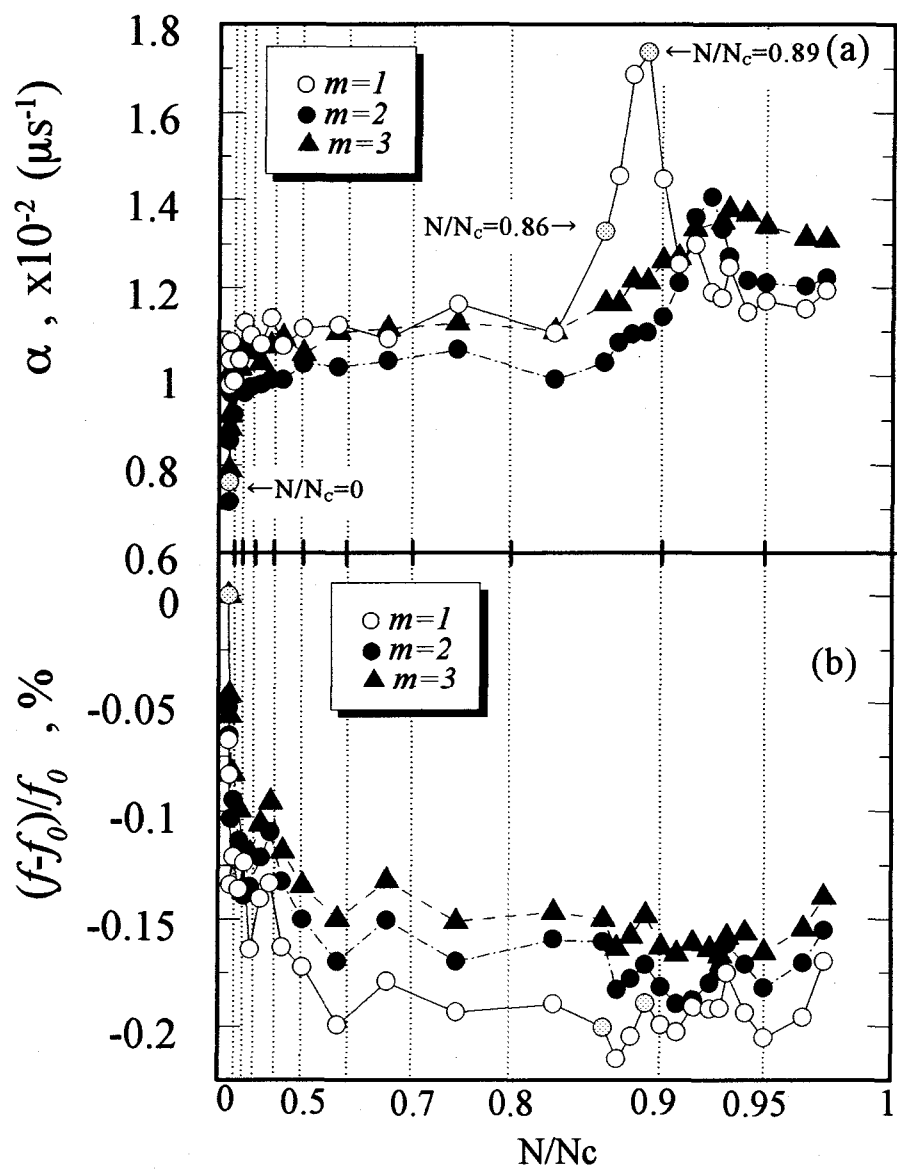 1.8
(a)
←N/Nc=0.89
m=1
m=2
m=3
1.6
α , x10⁻² (μs⁻¹)
1.4
N/Nc=0.86→
1.2
1
0.8
←N/Nc=0
0.6
0
m=1
m=2
m=3
(b)
(f-f₀)/f₀ , %
-0.05
-0.1
-0.15
-0.2
0 0.5 0.7 0.8 0.9 0.95 1
N/Nc